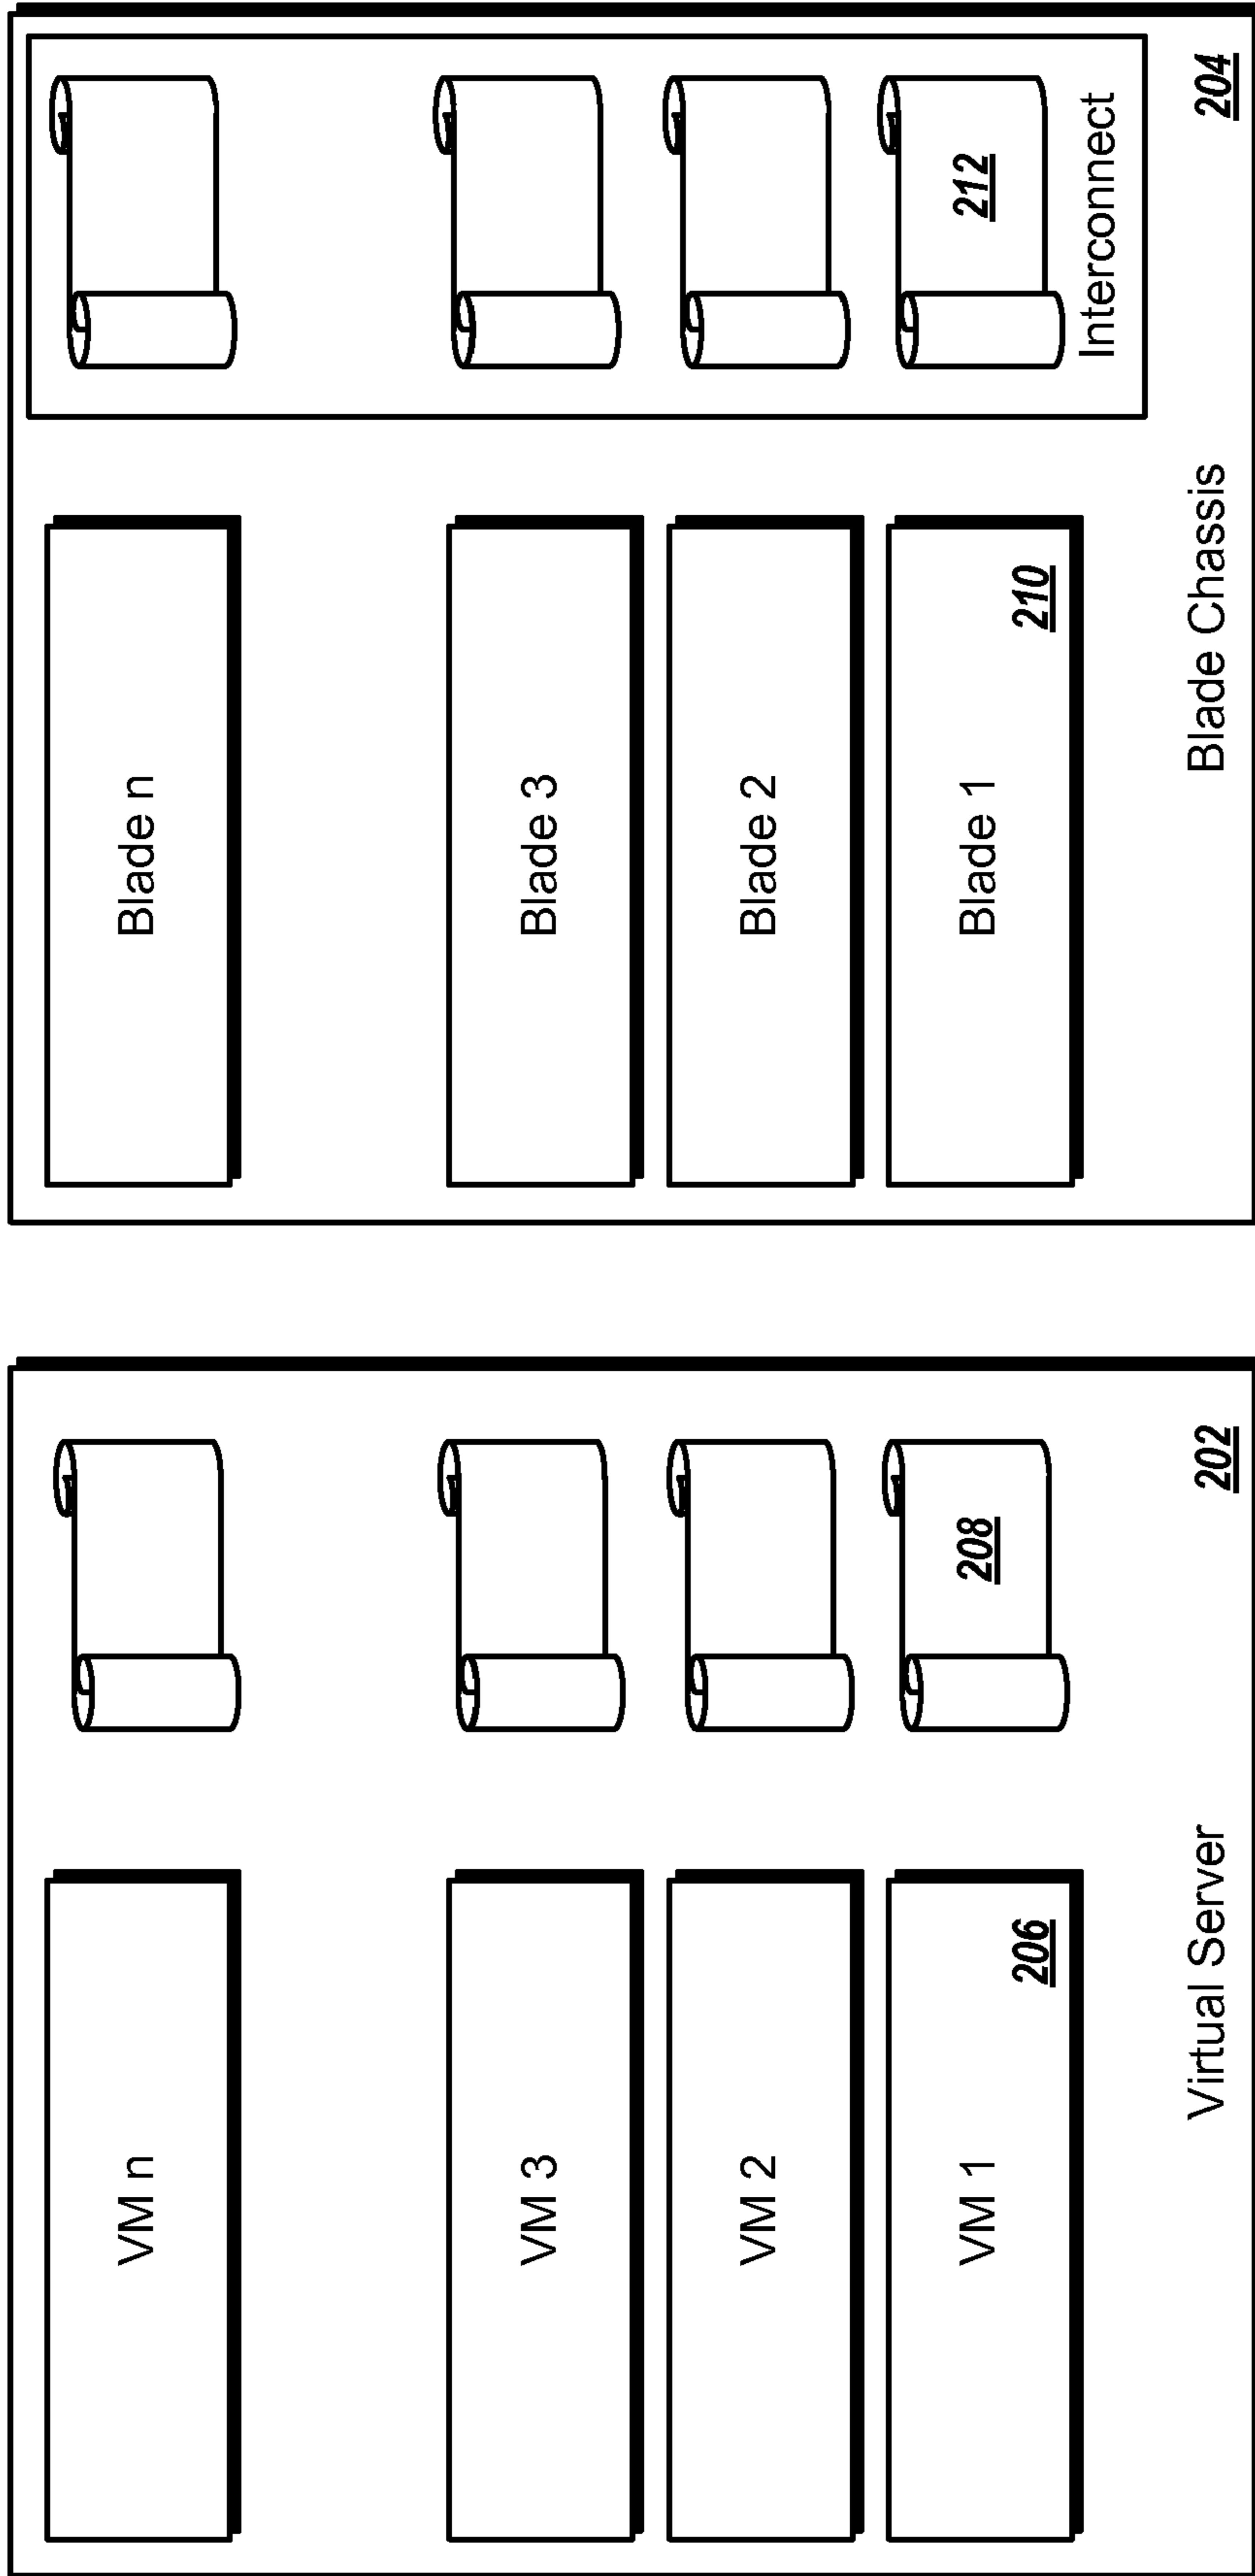 VM n
VM 3
VM 2
VM 1
206
208
Virtual Server
202
Blade n
Blade 3
Blade 2
Blade 1
210
212
Interconnect
Blade Chassis
204